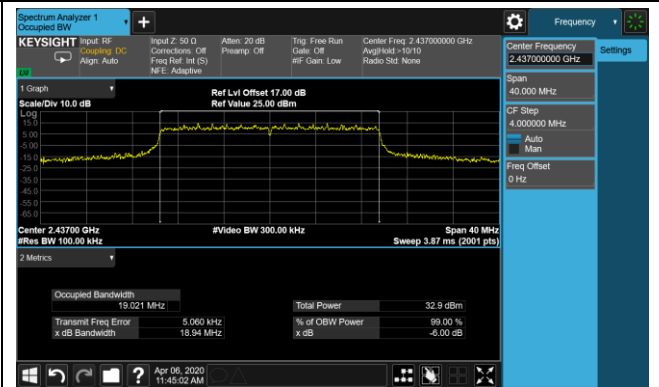 Spectrum Analyzer 1
Occupied BW
+
Frequency
KEYSIGHT
Input: RF
Coupling: DC
Align: Auto
Input Z: 50 Ω
Corrections: Off
Freq Ref: Int (S)
NFE: Adaptive
Atten: 20 dB
Preamp: Off
Trig: Free Run
Gate: Off
#IF Gain: Low
Center Freq: 2.437000000 GHz
Avg|Hold:>10/10
Radio Std: None
LV
Center Frequency
2.437000000 GHz
Settings
Span
40.000 MHz
CF Step
4.000000 MHz
Auto
Man
Freq Offset
0 Hz
1 Graph
Scale/Div 10.0 dB
Ref Lvl Offset 17.00 dB
Ref Value 25.00 dBm
Log
15.0
5.00
-5.00
-15.0
-25.0
-35.0
-45.0
-55.0
-65.0
Center 2.43700 GHz
#Video BW 300.00 kHz
Span 40 MHz
#Res BW 100.00 kHz
Sweep 3.87 ms (2001 pts)
2 Metrics
Occupied Bandwidth
19.021 MHz
Total Power 32.9 dBm
Transmit Freq Error 5.060 kHz
% of OBW Power 99.00 %
x dB Bandwidth 18.94 MHz
x dB -6.00 dB
?
Apr 06, 2020
11:45:02 AM